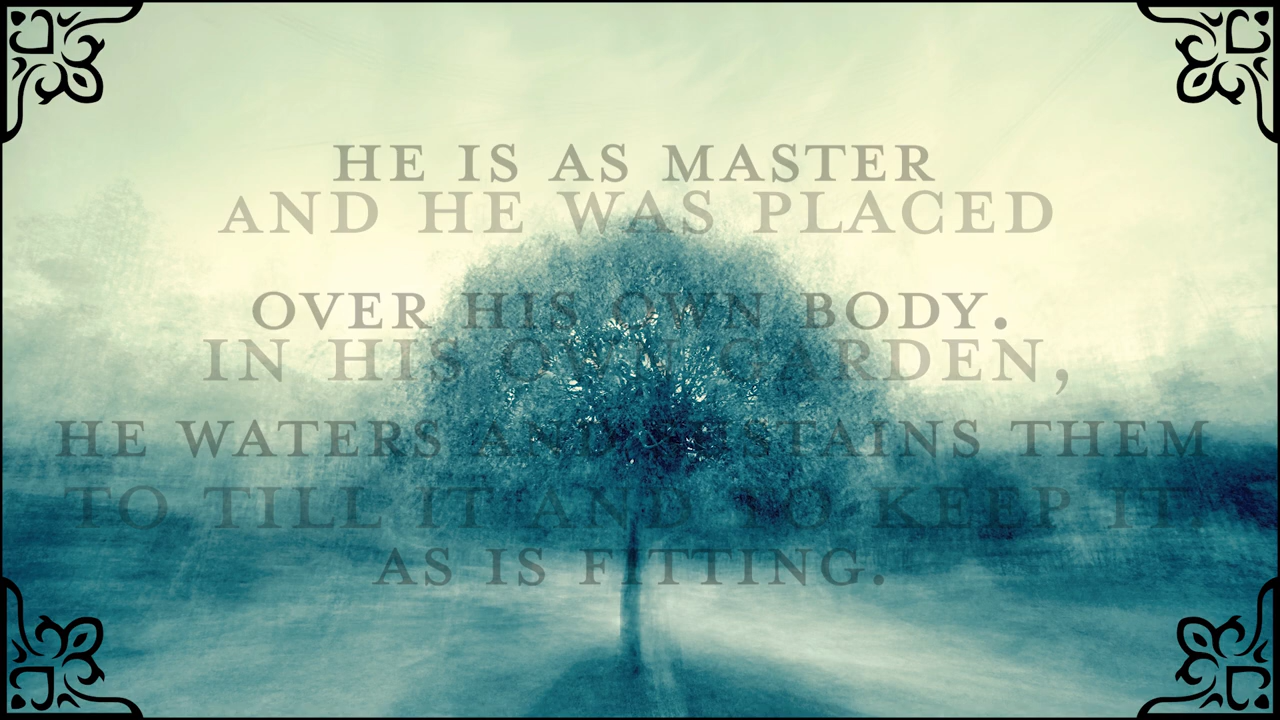 HE IS AS MASTER
AND HE WAS PLACED
OVER HIS OWN BODY.
IN HIS OWN GARDEN,
HE WATERS AND SUSTAINS THEM
TO TILL IT AND TO KEEP IT,
AS IS FITTING.